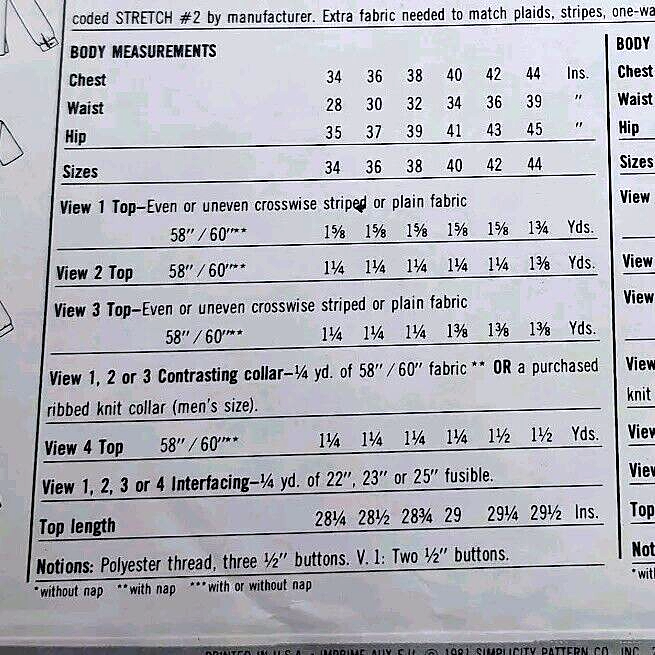 coded STRETCH #2 by manufacturer. Extra fabric needed to match plaids, stripes, one-wa
BODY MEASUREMENTS
Chest 34 36 38 40 42 44 Ins.
Waist 28 30 32 34 36 39 "
Hip 35 37 39 41 43 45 "
Sizes 34 36 38 40 42 44
View 1 Top–Even or uneven crosswise striped or plain fabric
58" / 60"** 1⅝ 1⅝ 1⅝ 1⅝ 1⅝ 1¾ Yds.
View 2 Top 58" / 60"** 1¼ 1¼ 1¼ 1¼ 1¼ 1⅜ Yds.
View 3 Top–Even or uneven crosswise striped or plain fabric
58" / 60"** 1¼ 1¼ 1¼ 1⅜ 1⅜ 1⅜ Yds.
View 1, 2 or 3 Contrasting collar–¼ yd. of 58" / 60" fabric ** OR a purchased
ribbed knit collar (men's size).
View 4 Top 58" / 60"** 1¼ 1¼ 1¼ 1¼ 1½ 1½ Yds.
View 1, 2, 3 or 4 Interfacing–¼ yd. of 22", 23" or 25" fusible.
Top length 28¼ 28½ 28¾ 29 29¼ 29½ Ins.
Notions: Polyester thread, three ½" buttons. V. 1: Two ½" buttons.
*without nap **with nap ***with or without nap
BODY
Chest
Waist
Hip
Sizes
View
View
View
View
knit
View
View
Top
Not
*wit
PRINTED IN U.S.A. • IMPRIME AUX E.U. © 1981 SIMPLICITY PATTERN CO. INC.